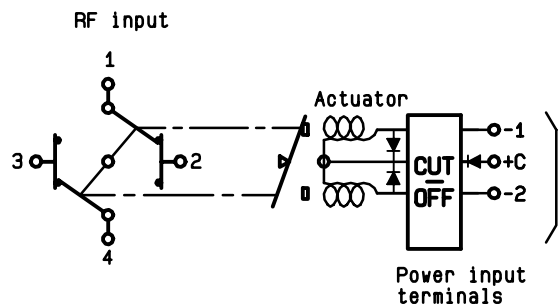 RF input
1
Actuator
3
2
4
CUT
OFF
-1
+C
-2
Power input
terminals